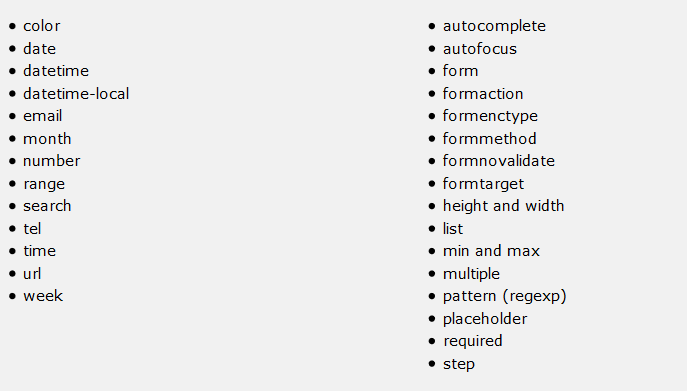 • color
• date
• datetime
• datetime-local
• email
• month
• number
• range
• search
• tel
• time
• url
• week
• autocomplete
• autofocus
• form
• formaction
• formenctype
• formmethod
• formnovalidate
• formtarget
• height and width
• list
• min and max
• multiple
• pattern (regexp)
• placeholder
• required
• step